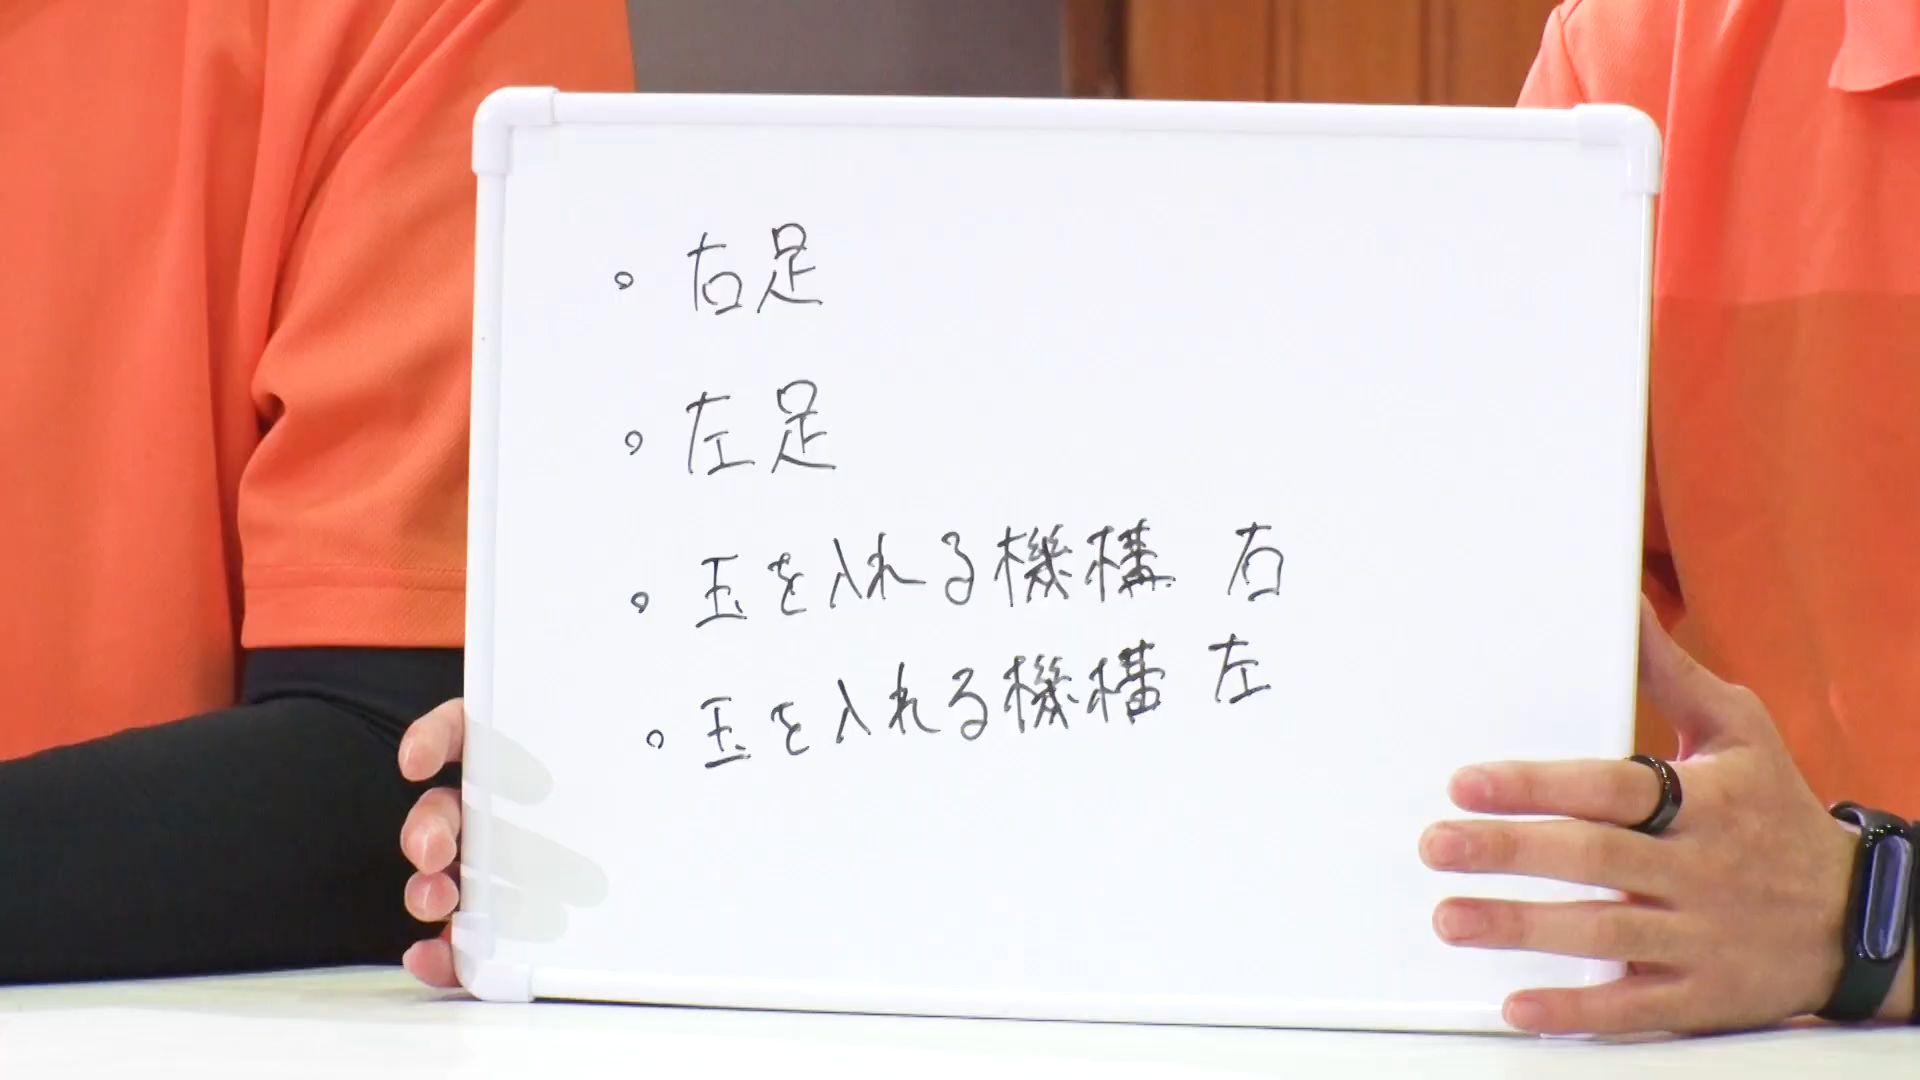 。右足
。左足
。玉を入れる機構 右
。玉を入れる機構 左